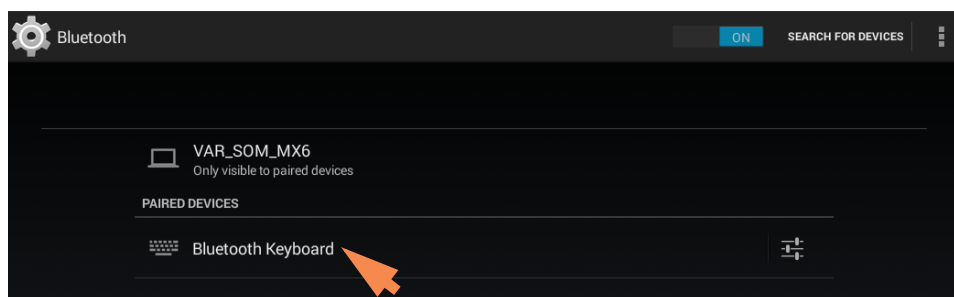 Bluetooth
ON
SEARCH FOR DEVICES
VAR_SOM_MX6
Only visible to paired devices
PAIRED DEVICES
Bluetooth Keyboard